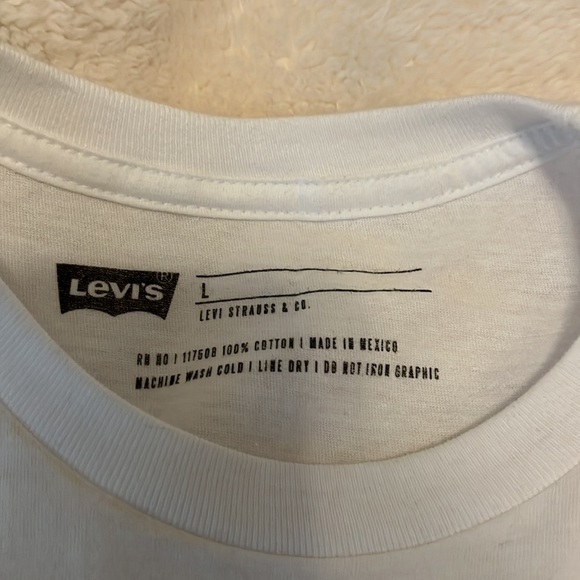 LEVI'S®
L
LEVI STRAUSS & CO.
RN NO | 117508 100% COTTON | MADE IN MEXICO
MACHINE WASH COLD | LINE DRY | DO NOT IRON GRAPHIC